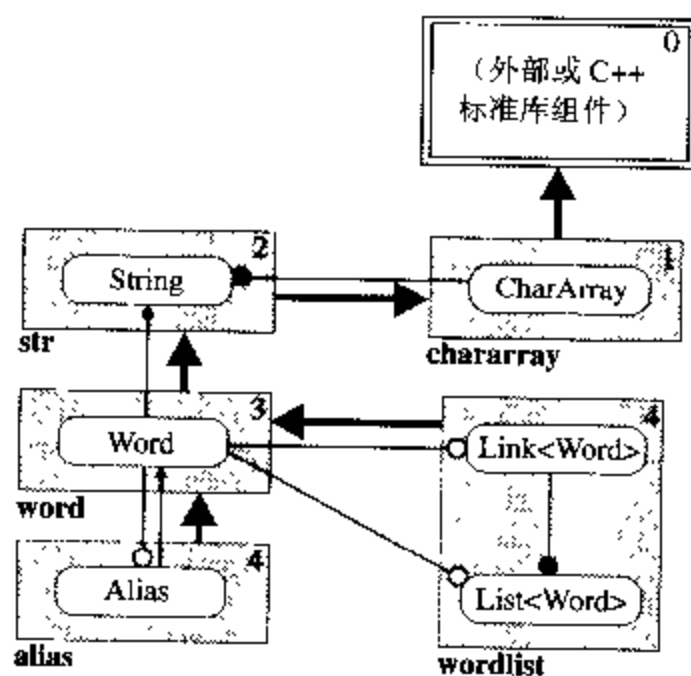 0
（外部或 C++
标准库组件）
2
String
str
1
CharArray
chararray
3
Word
word
4
Link<Word>
List<Word>
wordlist
4
Alias
alias